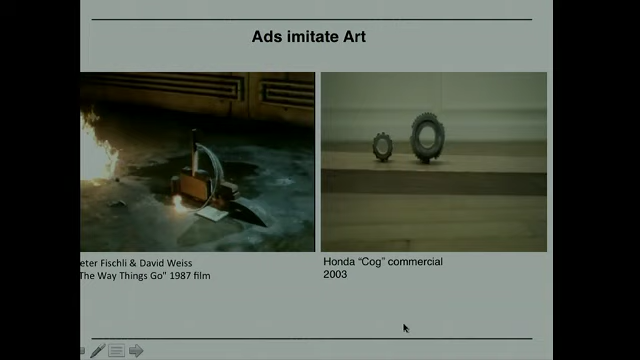 Ads imitate Art
eter Fischli & David Weiss
The Way Things Go" 1987 film
Honda “Cog” commercial
2003